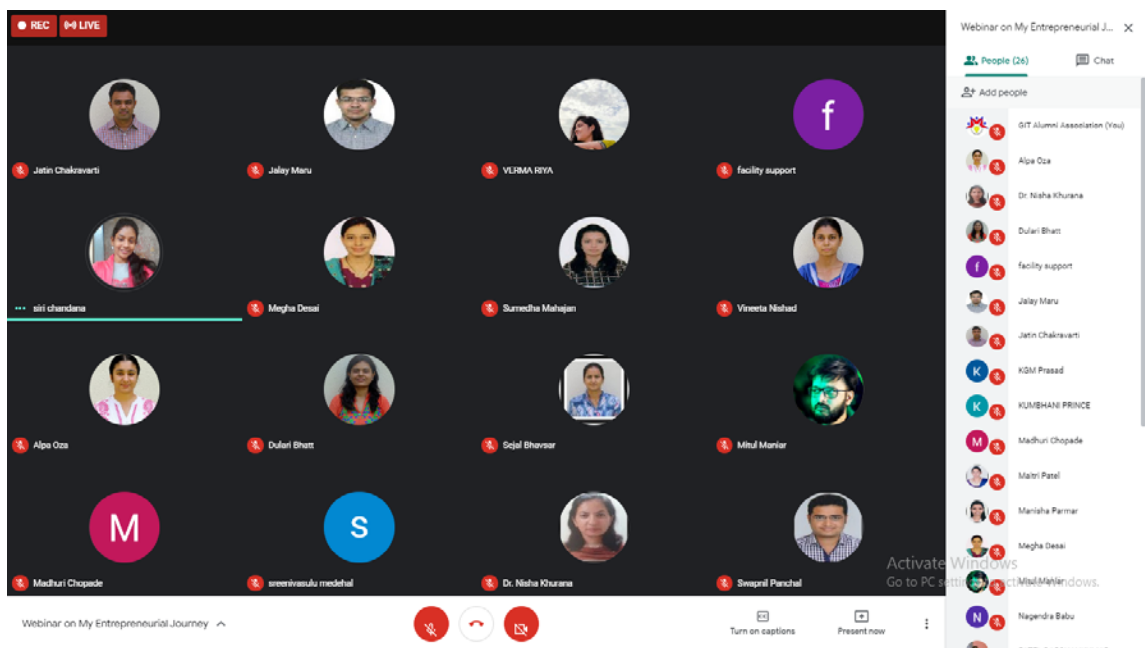 REC LIVE
Jatin Chakravarti
Jalay Maru
VERMA RIYA
f
facility support
siri chandana
Megha Desai
Sumedha Mahajan
Vineeta Nishad
Alpa Oza
Dulari Bhatt
Sejal Bhavsar
Mitul Maniar
M
Madhuri Chopade
S
sreenivasulu medehal
Dr. Nisha Khurana
Swapnil Panchal
Webinar on My Entrepreneurial Journey
Turn on captions
Present now
Webinar on My Entrepreneurial J...
People (26)
Chat
Add people
GIT Alumni Association (You)
Alpa Oza
Dr. Nisha Khurana
Dulari Bhatt
f
facility support
Jalay Maru
Jatin Chakravarti
K
KGM Prasad
K
KUMBHANI PRINCE
M
Madhuri Chopade
Maitri Patel
Manisha Parmar
Megha Desai
Activate Windows
Go to PC settings to activate Windows.
Mitul Maniar
N
Nagendra Babu